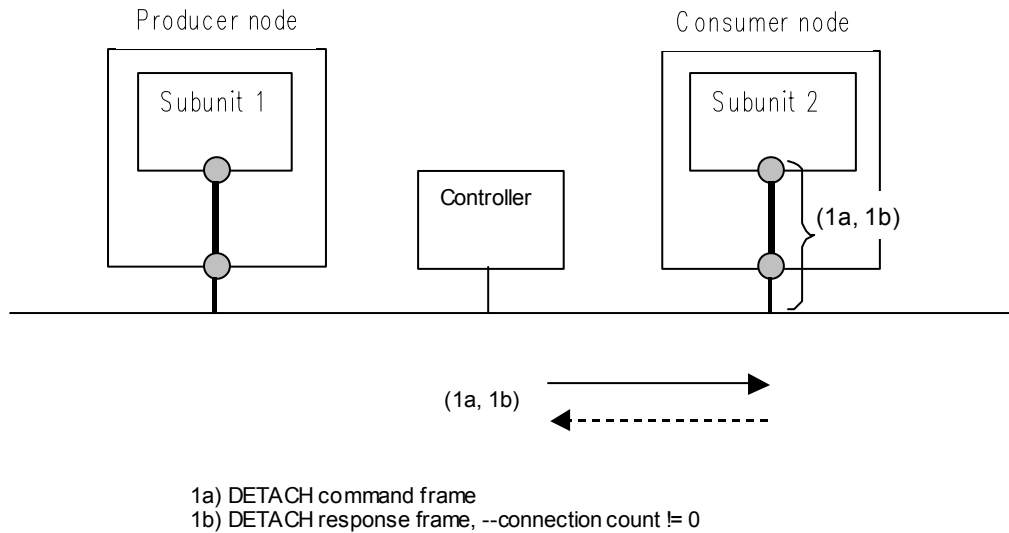 Producer node
Consumer node
Subunit 1
Subunit 2
Controller
(1a, 1b)
(1a, 1b)
1a) DETACH command frame
1b) DETACH response frame, --connection count != 0